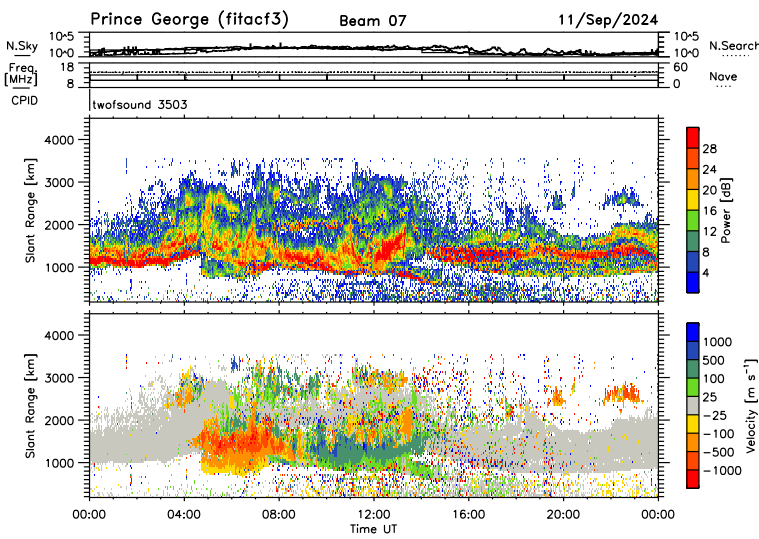 Prince George (fitacf3) Beam 07 11/Sep/2024
N.Sky 10^5 10^5 N.Search
10^0 10^0
Freq [MHz] 18 60 Nave
8 0
CPID twofsound 3503
Slant Range [km]
4000
3000
2000
1000
28
24
20
16
12
8
4
Power [dB]
Slant Range [km]
4000
3000
2000
1000
1000
500
100
25
−25
−100
−500
−1000
Velocity [m s⁻¹]
00:00 04:00 08:00 12:00 16:00 20:00 00:00
Time UT